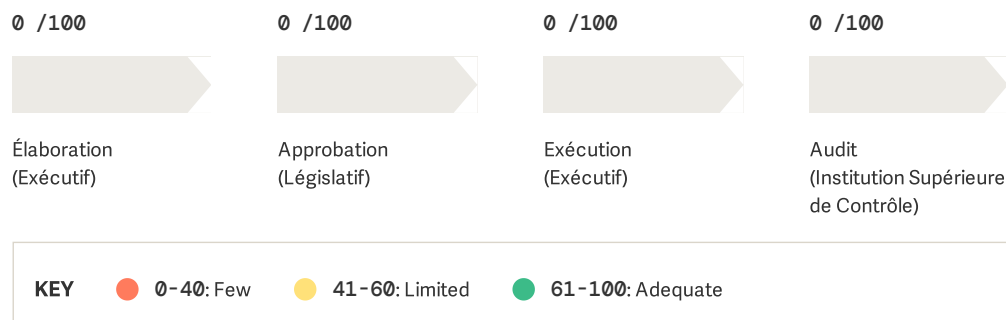 0 /100 0 /100 0 /100 0 /100
Élaboration
(Exécutif)
Approbation
(Législatif)
Exécution
(Exécutif)
Audit
(Institution Supérieure
de Contrôle)
KEY 0-40: Few 41-60: Limited 61-100: Adequate